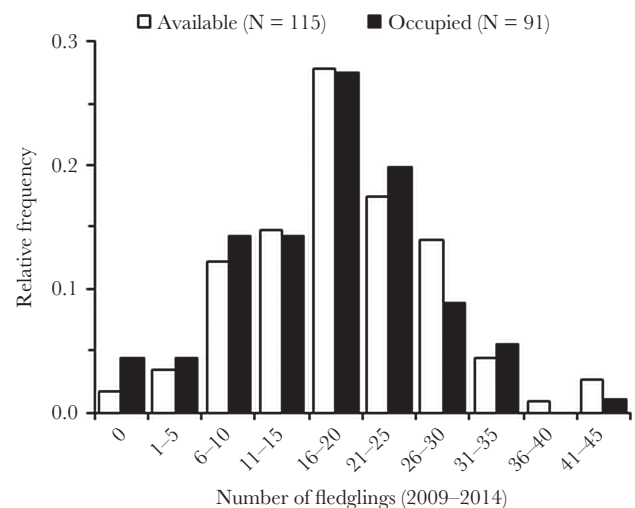 Available (N = 115) Occupied (N = 91)
0.3
0.2
0.1
0.0
Relative frequency
0 1–5 6–10 11–15 16–20 21–25 26–30 31–35 36–40 41–45
Number of fledglings (2009–2014)